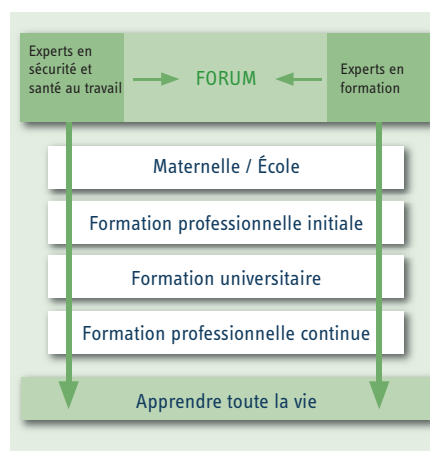 Experts en
sécurité et
santé au travail
FORUM
Experts en
formation
Maternelle / École
Formation professionnelle initiale
Formation universitaire
Formation professionnelle continue
Apprendre toute la vie